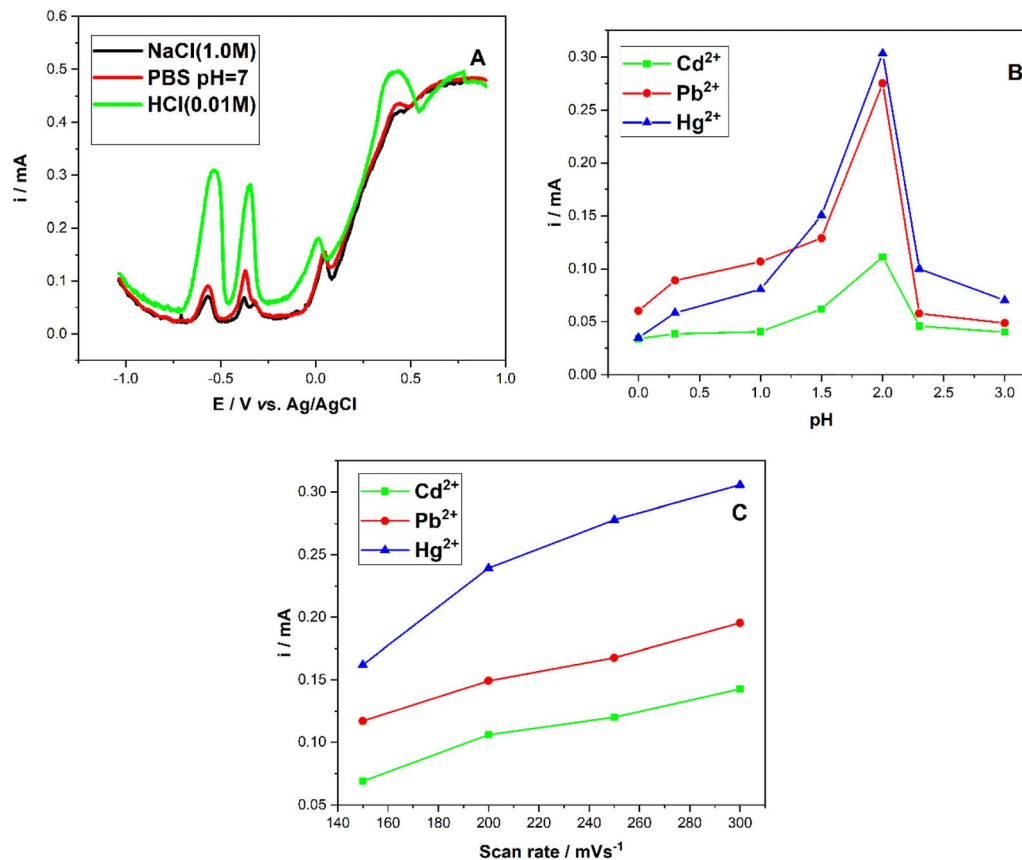 A
NaCl(1.0M)
PBS pH=7
HCl(0.01M)
i / mA
0.6
0.5
0.4
0.3
0.2
0.1
0.0
-1.0 -0.5 0.0 0.5 1.0
E / V vs. Ag/AgCl
B
Cd²⁺
Pb²⁺
Hg²⁺
i / mA
0.30
0.25
0.20
0.15
0.10
0.05
0.00
0.0 0.5 1.0 1.5 2.0 2.5 3.0
pH
C
Cd²⁺
Pb²⁺
Hg²⁺
i / mA
0.30
0.25
0.20
0.15
0.10
0.05
140 160 180 200 220 240 260 280 300
Scan rate / mVs⁻¹